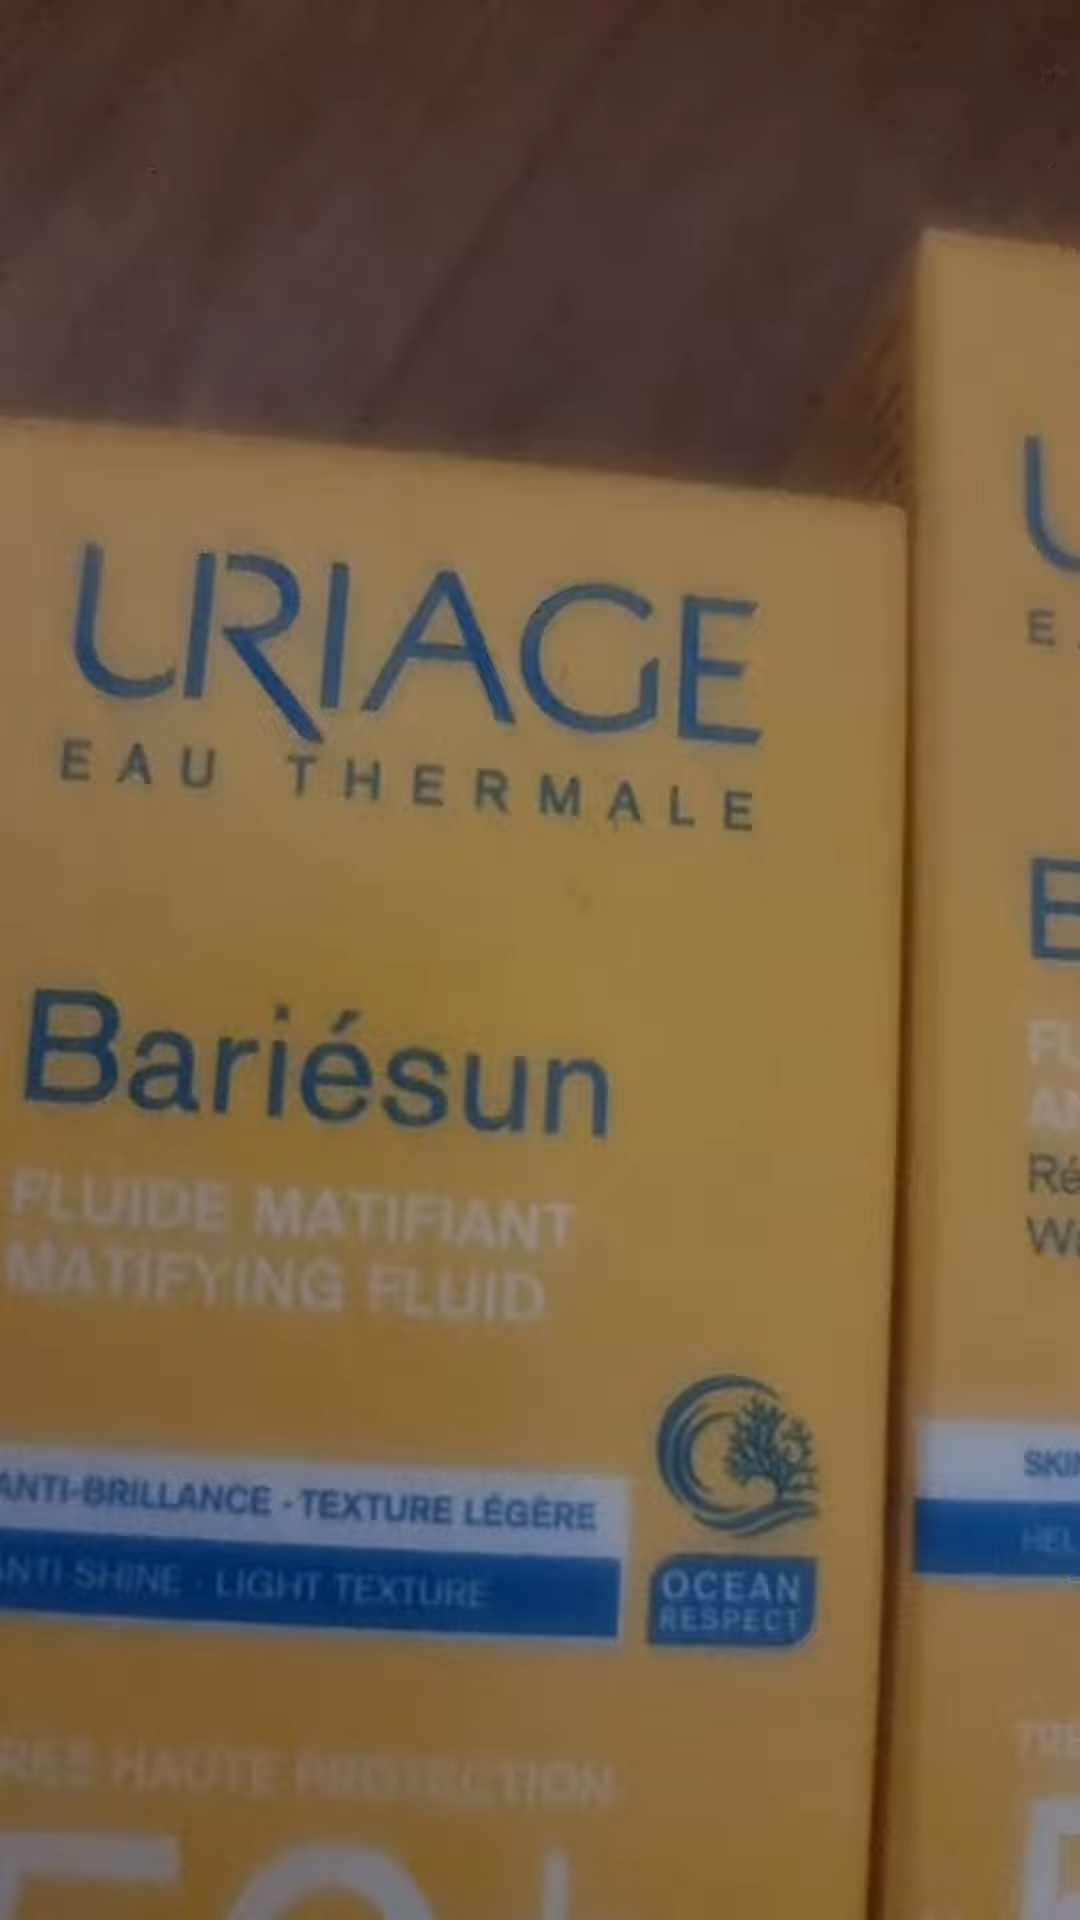 URIAGE
EAU THERMALE
Bariésun
FLUIDE MATIFIANT
MATIFYING FLUID
ANTI-BRILLANCE - TEXTURE LÉGÈRE
ANTI-SHINE - LIGHT TEXTURE
OCEAN
RESPECT
HAUTE PROTECTION
50+